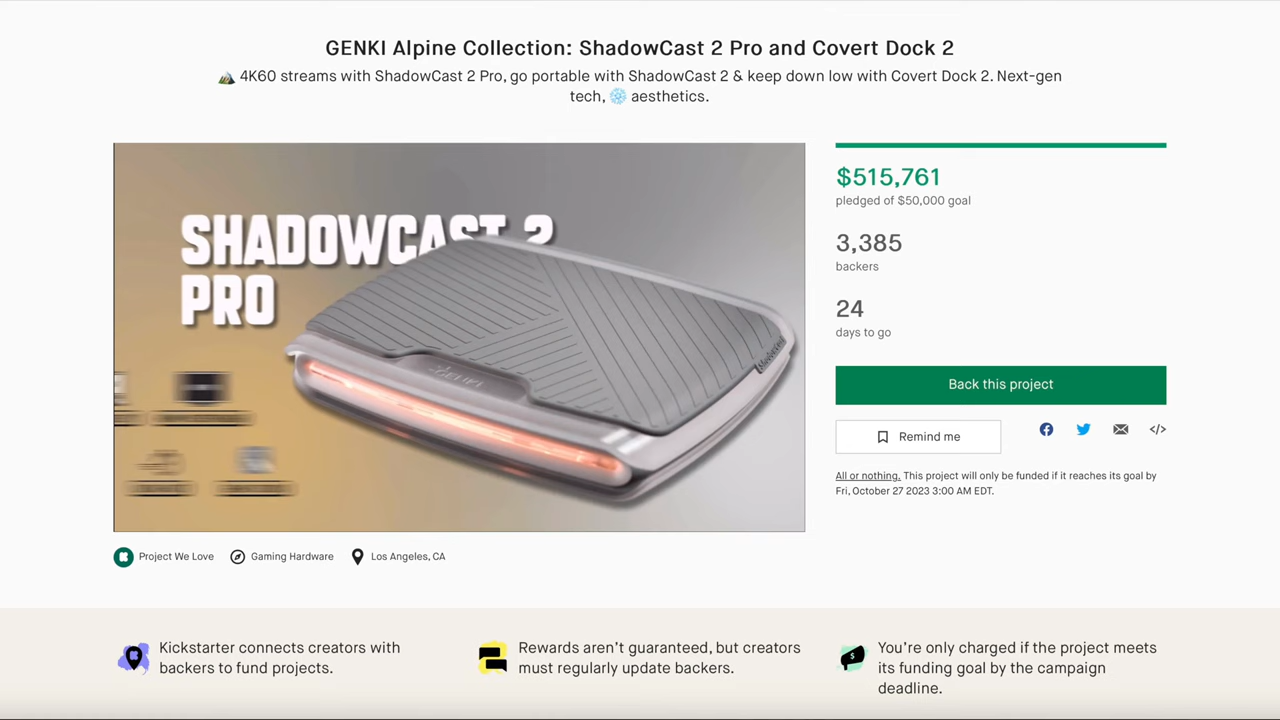 GENKI Alpine Collection: ShadowCast 2 Pro and Covert Dock 2
4K60 streams with ShadowCast 2 Pro, go portable with ShadowCast 2 & keep down low with Covert Dock 2. Next-gen
tech, ❄️ aesthetics.
SHADOWCAST 2
PRO
GENKI
ShadowCast
$515,761
pledged of $50,000 goal
3,385
backers
24
days to go
Back this project
Remind me
All or nothing. This project will only be funded if it reaches its goal by
Fri, October 27 2023 3:00 AM EDT.
Project We Love
Gaming Hardware
Los Angeles, CA
Kickstarter connects creators with
backers to fund projects.
Rewards aren't guaranteed, but creators
must regularly update backers.
You're only charged if the project meets
its funding goal by the campaign
deadline.